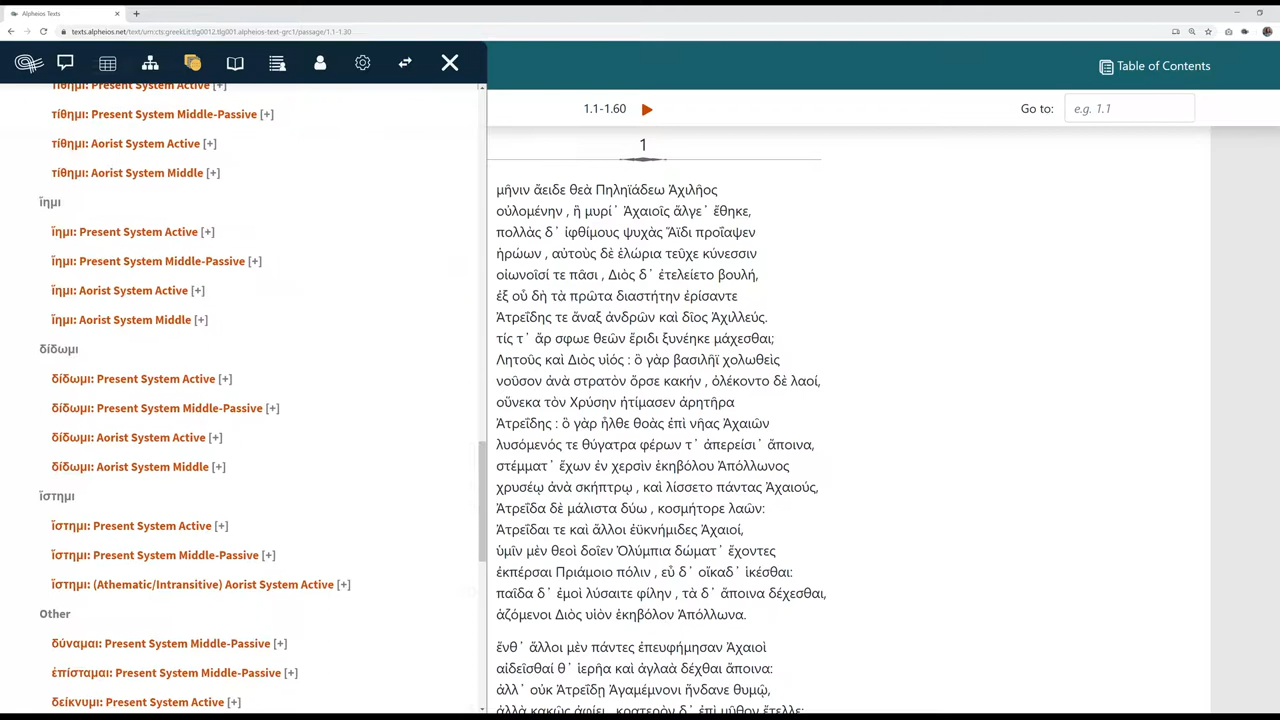 Alpheios Texts
texts.alpheios.net/text/urn:cts:greekLit:tlg0012.tlg001.alpheios-text-grc1/passage/1.1-1.30
Table of Contents
1.1-1.60
Go to:
e.g. 1.1
τίθημι: Present System Active [+]
τίθημι: Present System Middle-Passive [+]
τίθημι: Aorist System Active [+]
τίθημι: Aorist System Middle [+]
ἵημι
ἵημι: Present System Active [+]
ἵημι: Present System Middle-Passive [+]
ἵημι: Aorist System Active [+]
ἵημι: Aorist System Middle [+]
δίδωμι
δίδωμι: Present System Active [+]
δίδωμι: Present System Middle-Passive [+]
δίδωμι: Aorist System Active [+]
δίδωμι: Aorist System Middle [+]
ἵστημι
ἵστημι: Present System Active [+]
ἵστημι: Present System Middle-Passive [+]
ἵστημι: (Athematic/Intransitive) Aorist System Active [+]
Other
δύναμαι: Present System Middle-Passive [+]
ἐπίσταμαι: Present System Middle-Passive [+]
δείκνυμι: Present System Active [+]
1
μῆνιν ἄειδε θεὰ Πηληϊάδεω Ἀχιλῆος
οὐλομένην , ἣ μυρί᾽ Ἀχαιοῖς ἄλγε᾽ ἔθηκε,
πολλὰς δ᾽ ἰφθίμους ψυχὰς Ἄϊδι προΐαψεν
ἡρώων , αὐτοὺς δὲ ἑλώρια τεῦχε κύνεσσιν
οἰωνοῖσί τε πᾶσι , Διὸς δ᾽ ἐτελείετο βουλή,
ἐξ οὗ δὴ τὰ πρῶτα διαστήτην ἐρίσαντε
Ἀτρεΐδης τε ἄναξ ἀνδρῶν καὶ δῖος Ἀχιλλεύς.
τίς τ᾽ ἄρ σφωε θεῶν ἔριδι ξυνέηκε μάχεσθαι;
Λητοῦς καὶ Διὸς υἱός : ὃ γὰρ βασιλῆϊ χολωθεὶς
νοῦσον ἀνὰ στρατὸν ὄρσε κακήν , ὀλέκοντο δὲ λαοί,
οὕνεκα τὸν Χρύσην ἠτίμασεν ἀρητῆρα
Ἀτρεΐδης : ὃ γὰρ ἦλθε θοὰς ἐπὶ νῆας Ἀχαιῶν
λυσόμενός τε θύγατρα φέρων τ᾽ ἀπερείσι᾽ ἄποινα,
στέμματ᾽ ἔχων ἐν χερσὶν ἑκηβόλου Ἀπόλλωνος
χρυσέῳ ἀνὰ σκήπτρῳ , καὶ λίσσετο πάντας Ἀχαιούς,
Ἀτρεΐδα δὲ μάλιστα δύω , κοσμήτορε λαῶν:
Ἀτρεΐδαι τε καὶ ἄλλοι ἐϋκνήμιδες Ἀχαιοί,
ὑμῖν μὲν θεοὶ δοῖεν Ὀλύμπια δώματ᾽ ἔχοντες
ἐκπέρσαι Πριάμοιο πόλιν , εὖ δ᾽ οἴκαδ᾽ ἱκέσθαι:
παῖδα δ᾽ ἐμοὶ λύσαιτε φίλην , τὰ δ᾽ ἄποινα δέχεσθαι,
ἁζόμενοι Διὸς υἱὸν ἑκηβόλον Ἀπόλλωνα.
ἔνθ᾽ ἄλλοι μὲν πάντες ἐπευφήμησαν Ἀχαιοὶ
αἰδεῖσθαί θ᾽ ἱερῆα καὶ ἀγλαὰ δέχθαι ἄποινα:
ἀλλ᾽ οὐκ Ἀτρεΐδῃ Ἀγαμέμνονι ἥνδανε θυμῷ,
ἀλλὰ κακῶς ἀφίει , κρατερὸν δ᾽ ἐπὶ μῦθον ἔτελλε: